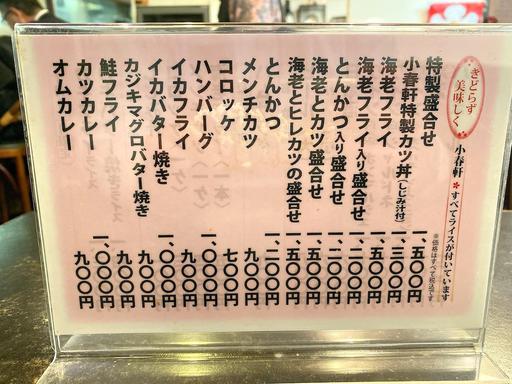 きどらず
美味しく
小春軒 ＊すべてライスが付いています
※価格はすべて税込です
特製盛合せ 一、五〇〇円
小春軒特製カツ丼(しじみ汁付) 一、三〇〇円
海老フライ 一、五〇〇円
海老フライ入り盛合せ 一、二〇〇円
とんかつ入り盛合せ 一、二〇〇円
海老とカツ盛合せ 一、五〇〇円
海老とヒレカツの盛合せ 一、五〇〇円
とんかつ 一、二〇〇円
メンチカツ 九〇〇円
コロッケ 七〇〇円
ハンバーグ 一、〇〇〇円
イカフライ 九〇〇円
イカバター焼き 一、〇〇〇円
カジキマグロバター焼き 九〇〇円
鮭フライ 九〇〇円
カツカレー 一、〇〇〇円
オムカレー 九〇〇円